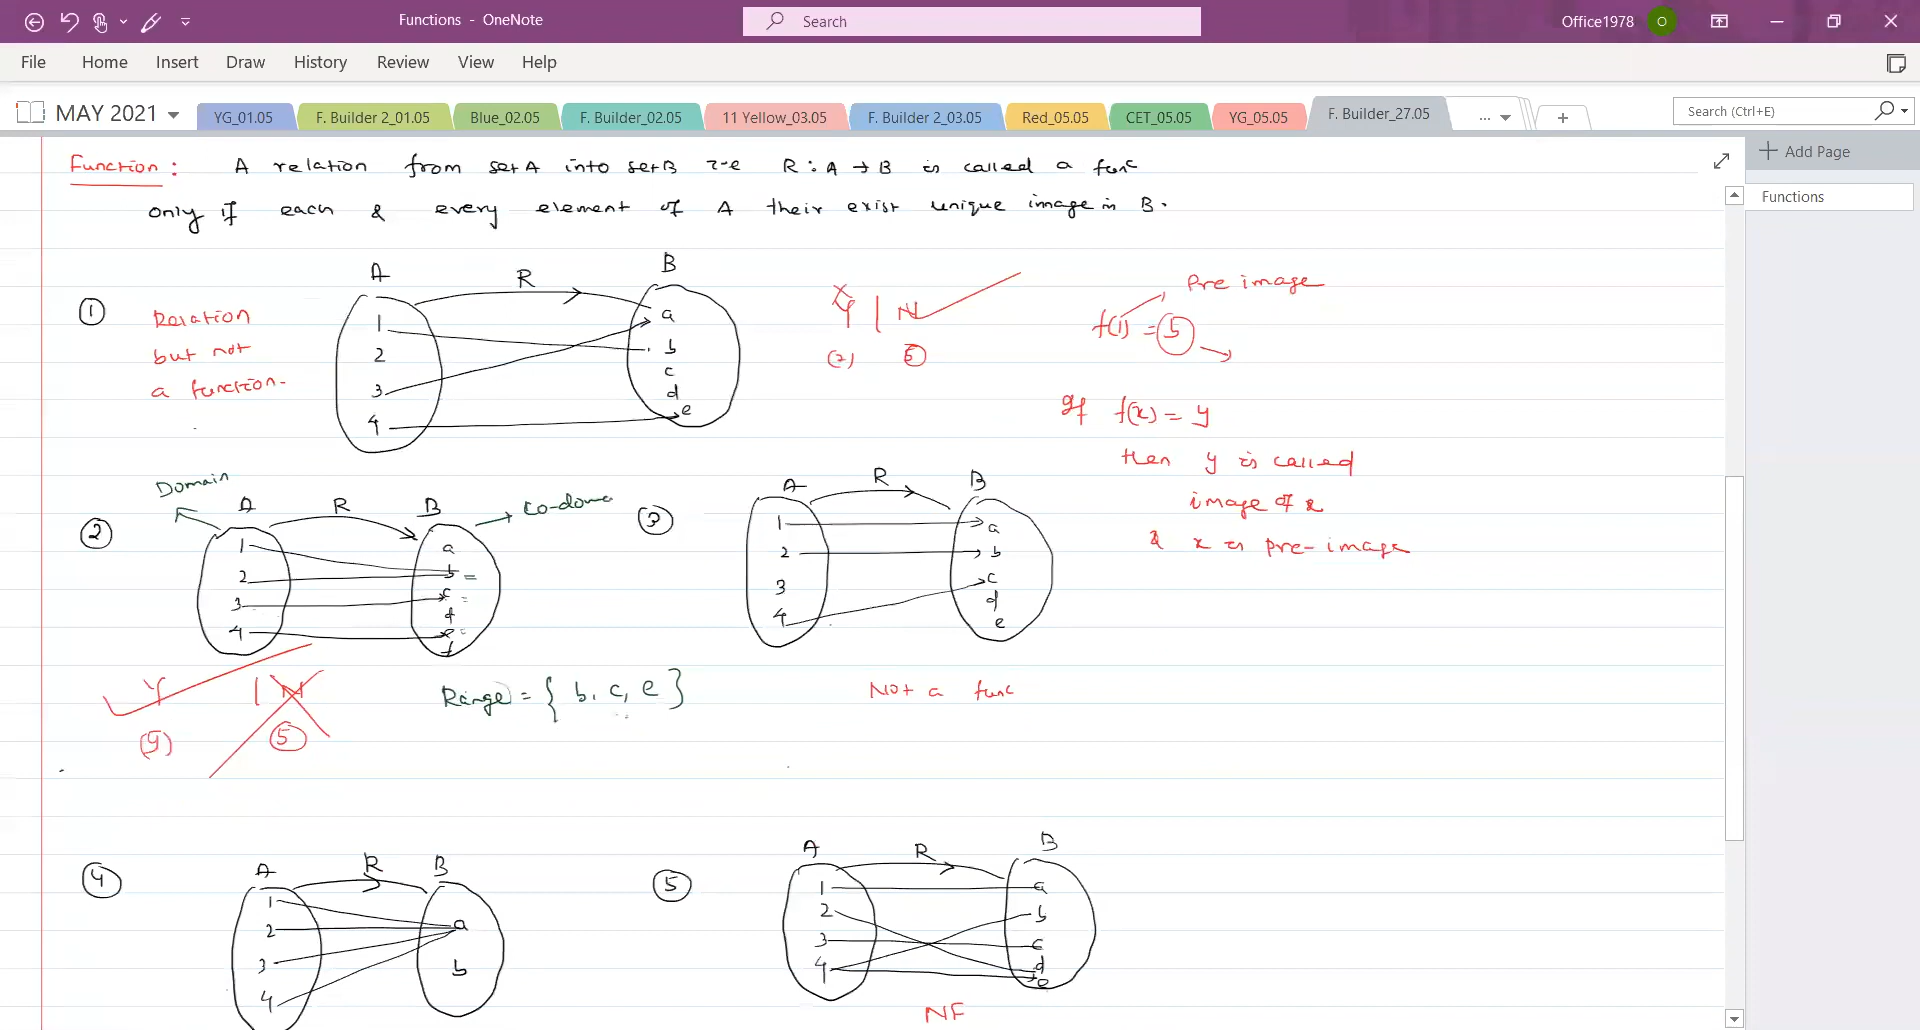 Functions - OneNote
Search
Office1978
O
File Home Insert Draw History Review View Help
MAY 2021
YG_01.05 F. Builder 2_01.05 Blue_02.05 F. Builder_02.05 11 Yellow_03.05 F. Builder 2_03.05 Red_05.05 CET_05.05 YG_05.05 F. Builder_27.05 ... +
Search (Ctrl+E)
Add Page
Functions
Function : A relation from set A into set B i-e R : A → B is called a func
only if each & every element of A their exist unique image in B.
① Relation
but not
a function.
A R B
1 a
2 b
3 c
4 d
e
Y | N
(2) ⑤
Pre image
f(1) = 5
If f(x) = y
then y is called
image of x
& x is pre-image
② Domain
A R B
Co-doma
1 a
2 b =
3 c =
4 d
e =
f
Y | N
(9) ⑤
Range = { b, c, e }
③ A R B
1 a
2 b
3 c
4 d
e
Not a func
④ A R B
1 a
2 b
3
4
⑤ A R B
1 a
2 b
3 c
4 d
e
NF